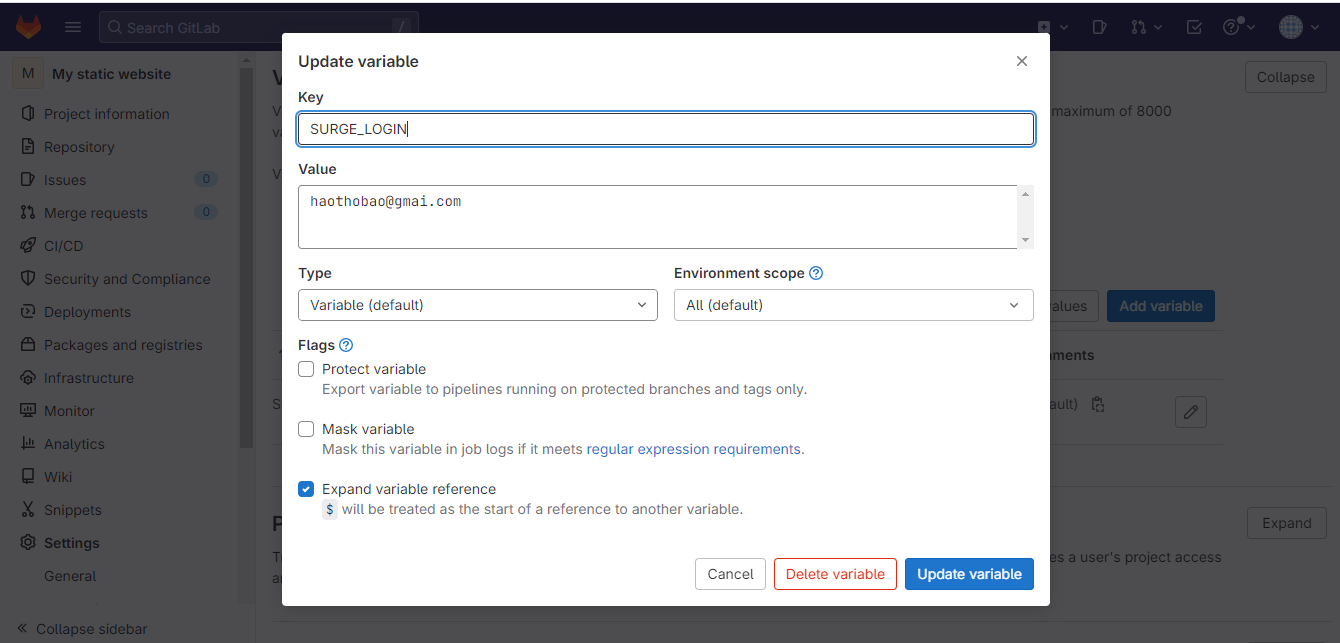 Search GitLab /
M My static website
Project information
Repository
Issues 0
Merge requests 0
CI/CD
Security and Compliance
Deployments
Packages and registries
Infrastructure
Monitor
Analytics
Wiki
Snippets
Settings
General
Collapse sidebar
Update variable
Key
SURGE_LOGIN
Value
haothobao@gmai.com
Type
Environment scope
Variable (default)
All (default)
Flags
Protect variable
Export variable to pipelines running on protected branches and tags only.
Mask variable
Mask this variable in job logs if it meets regular expression requirements.
Expand variable reference
$ will be treated as the start of a reference to another variable.
Cancel
Delete variable
Update variable
Collapse
maximum of 8000
Add variable
Expand
a user's project access